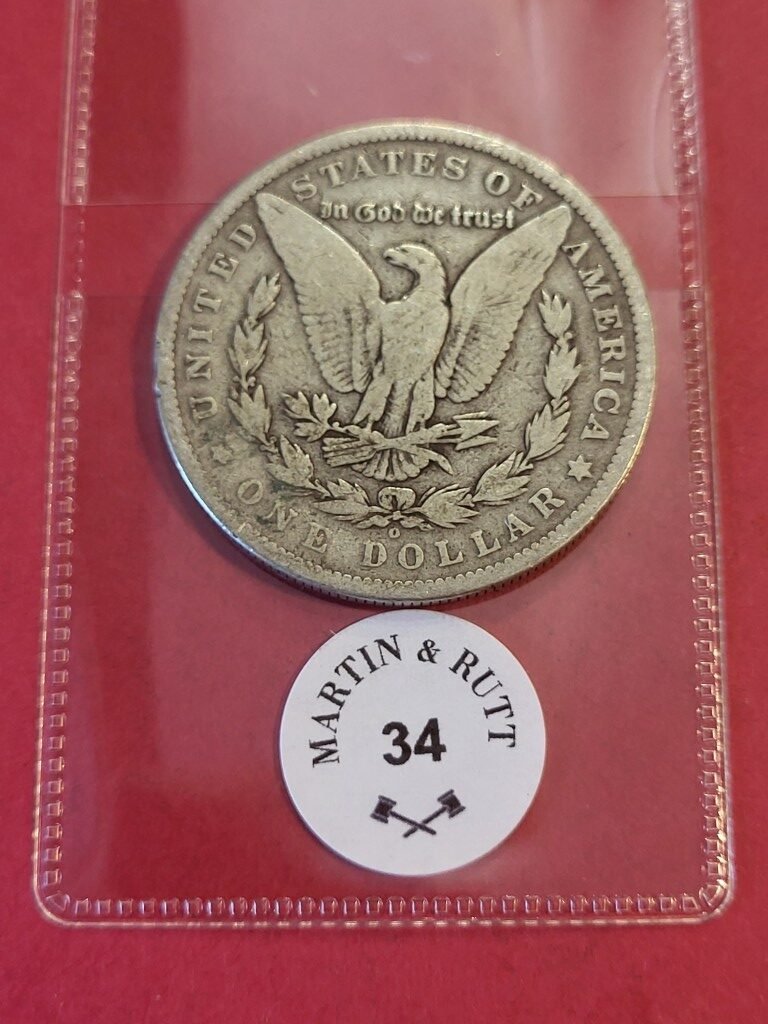 UNITED STATES OF AMERICA
In God We trust
O
ONE DOLLAR
MARTIN & RUTT
34